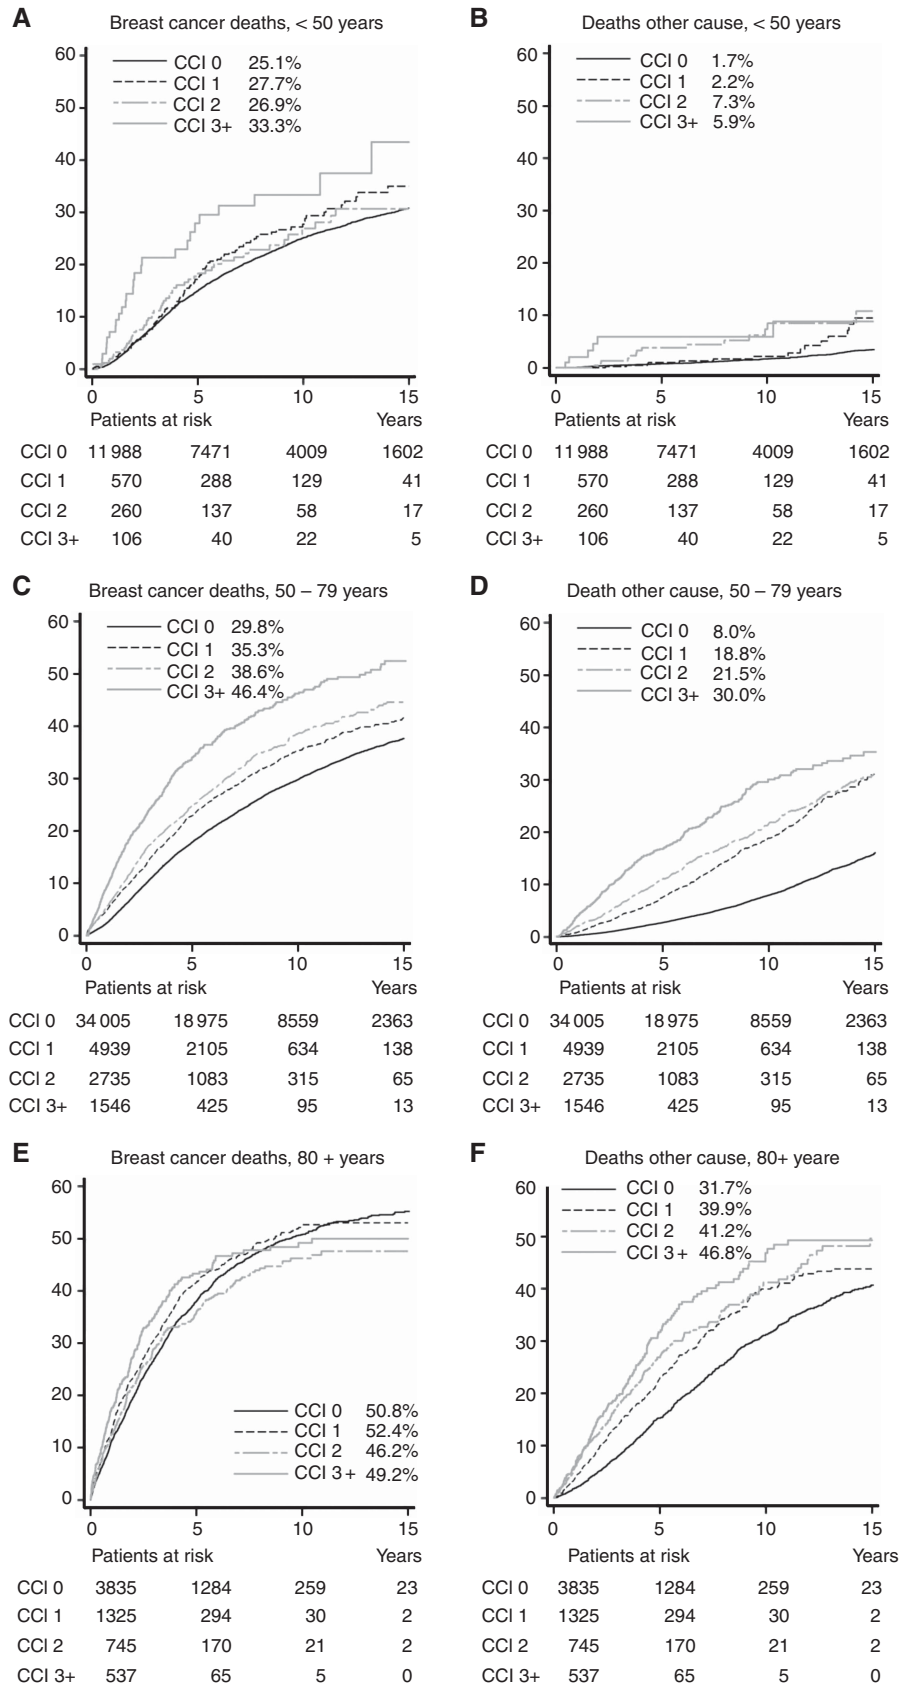 A Breast cancer deaths, < 50 years
60
50
40
30
20
10
0
CCI 0 25.1%
CCI 1 27.7%
CCI 2 26.9%
CCI 3+ 33.3%
0 5 10 15
Patients at risk Years
CCI 0 11 988 7471 4009 1602
CCI 1 570 288 129 41
CCI 2 260 137 58 17
CCI 3+ 106 40 22 5
B Deaths other cause, < 50 years
60
50
40
30
20
10
0
CCI 0 1.7%
CCI 1 2.2%
CCI 2 7.3%
CCI 3+ 5.9%
0 5 10 15
Patients at risk Years
CCI 0 11 988 7471 4009 1602
CCI 1 570 288 129 41
CCI 2 260 137 58 17
CCI 3+ 106 40 22 5
C Breast cancer deaths, 50 – 79 years
60
50
40
30
20
10
0
CCI 0 29.8%
CCI 1 35.3%
CCI 2 38.6%
CCI 3+ 46.4%
0 5 10 15
Patients at risk Years
CCI 0 34 005 18 975 8559 2363
CCI 1 4939 2105 634 138
CCI 2 2735 1083 315 65
CCI 3+ 1546 425 95 13
D Death other cause, 50 – 79 years
60
50
40
30
20
10
0
CCI 0 8.0%
CCI 1 18.8%
CCI 2 21.5%
CCI 3+ 30.0%
0 5 10 15
Patients at risk Years
CCI 0 34 005 18 975 8559 2363
CCI 1 4939 2105 634 138
CCI 2 2735 1083 315 65
CCI 3+ 1546 425 95 13
E Breast cancer deaths, 80 + years
60
50
40
30
20
10
0
CCI 0 50.8%
CCI 1 52.4%
CCI 2 46.2%
CCI 3+ 49.2%
0 5 10 15
Patients at risk Years
CCI 0 3835 1284 259 23
CCI 1 1325 294 30 2
CCI 2 745 170 21 2
CCI 3+ 537 65 5 0
F Deaths other cause, 80+ yeare
60
50
40
30
20
10
0
CCI 0 31.7%
CCI 1 39.9%
CCI 2 41.2%
CCI 3+ 46.8%
0 5 10 15
Patients at risk Years
CCI 0 3835 1284 259 23
CCI 1 1325 294 30 2
CCI 2 745 170 21 2
CCI 3+ 537 65 5 0